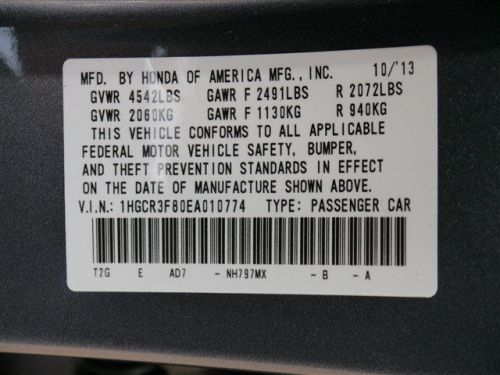 MFD. BY HONDA OF AMERICA MFG., INC. 10/'13
GVWR 4542LBS GAWR F 2491LBS R 2072LBS
GVWR 2060KG GAWR F 1130KG R 940KG
THIS VEHICLE CONFORMS TO ALL APPLICABLE
FEDERAL MOTOR VEHICLE SAFETY, BUMPER,
AND THEFT PREVENTION STANDARDS IN EFFECT
ON THE DATE OF MANUFACTURE SHOWN ABOVE.
V.I.N.: 1HGCR3F80EA010774 TYPE: PASSENGER CAR
T2G E AD7 - NH797MX - B - A